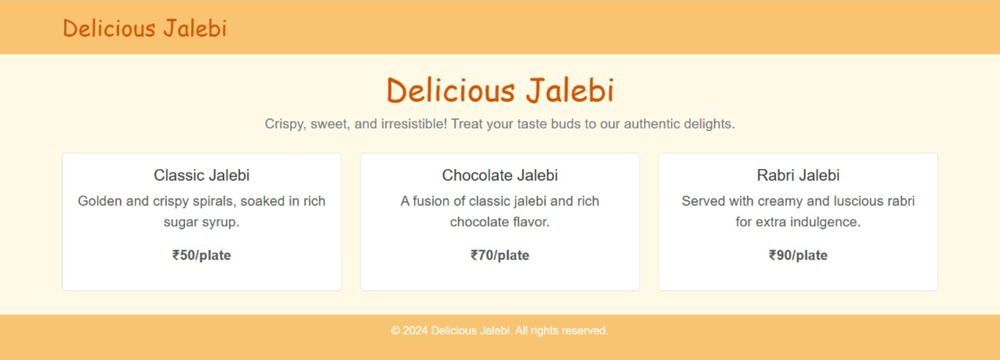 Delicious Jalebi
Delicious Jalebi
Crispy, sweet, and irresistible! Treat your taste buds to our authentic delights.
Classic Jalebi
Golden and crispy spirals, soaked in rich
sugar syrup.
₹50/plate
Chocolate Jalebi
A fusion of classic jalebi and rich
chocolate flavor.
₹70/plate
Rabri Jalebi
Served with creamy and luscious rabri
for extra indulgence.
₹90/plate
© 2024 Delicious Jalebi. All rights reserved.